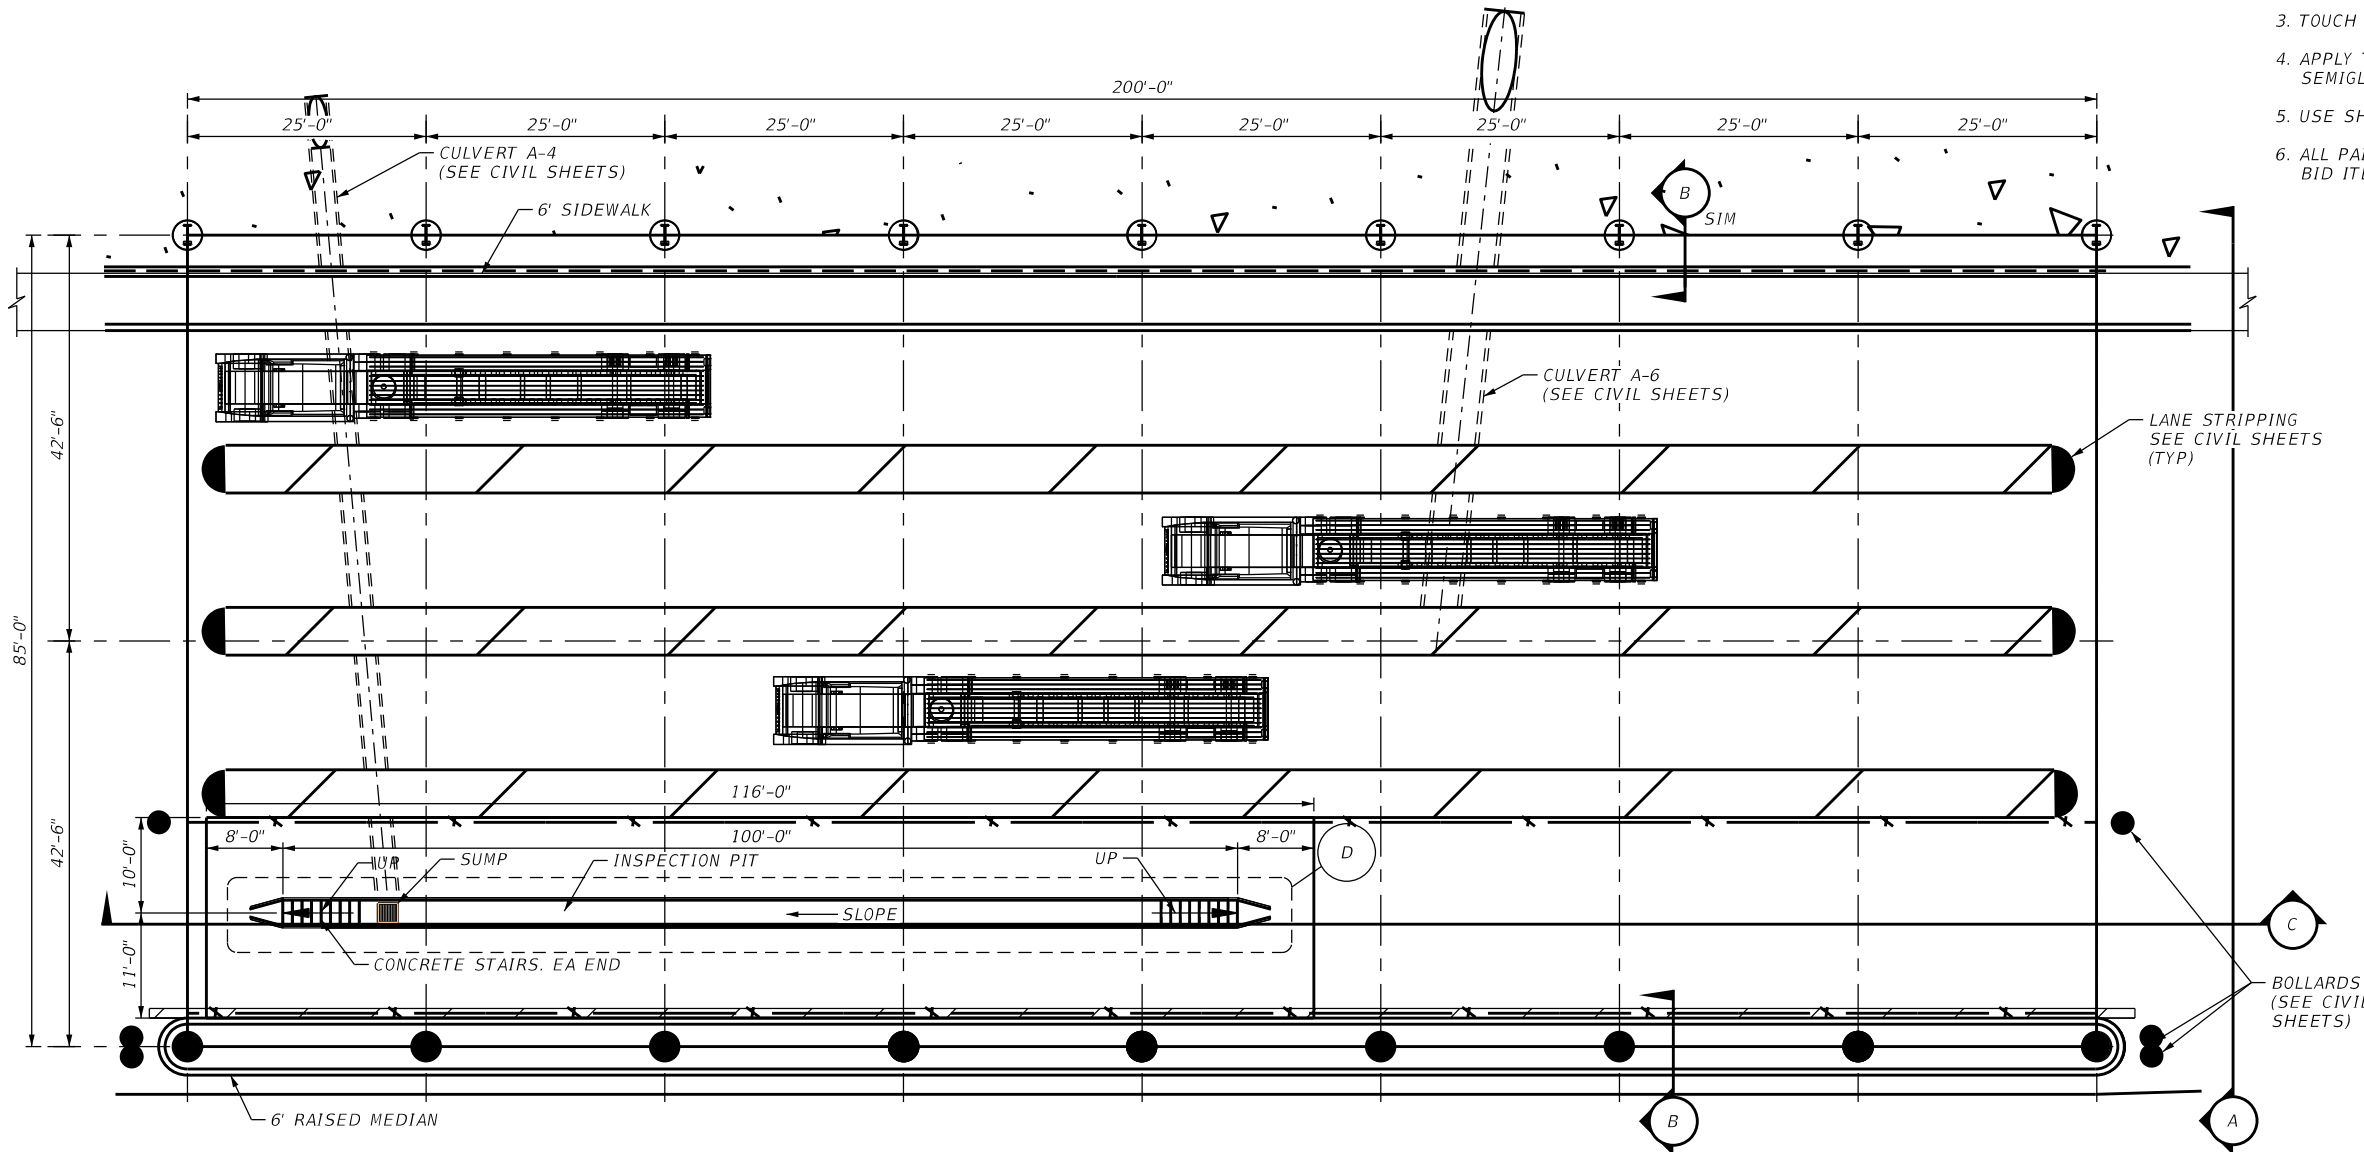 3. TOUCH
4. APPLY
SEMIGL
5. USE SH
6. ALL PAI
BID ITE
200'-0"
25'-0" 25'-0" 25'-0" 25'-0" 25'-0" 25'-0" 25'-0" 25'-0"
CULVERT A-4
(SEE CIVIL SHEETS)
6' SIDEWALK
B
SIM
CULVERT A-6
(SEE CIVIL SHEETS)
LANE STRIPPING
SEE CIVIL SHEETS
(TYP)
42'-6"
85'-0"
42'-6"
116'-0"
8'-0" 100'-0" 8'-0"
10'-0"
11'-0"
UP
SUMP
INSPECTION PIT
UP
D
SLOPE
C
CONCRETE STAIRS. EA END
BOLLARDS
(SEE CIVIL
SHEETS)
6' RAISED MEDIAN
B
A